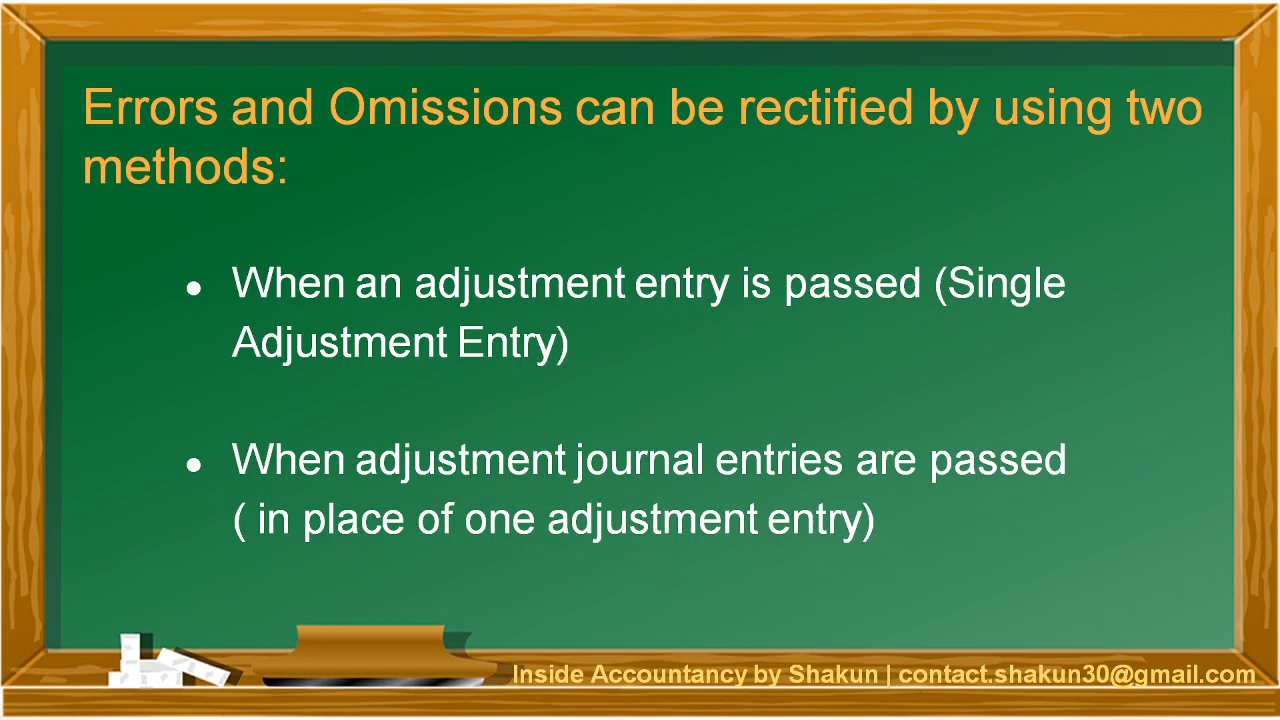 Errors and Omissions can be rectified by using two
methods:
● When an adjustment entry is passed (Single
Adjustment Entry)
● When adjustment journal entries are passed
( in place of one adjustment entry)
Inside Accountancy by Shakun | contact.shakun30@gmail.com